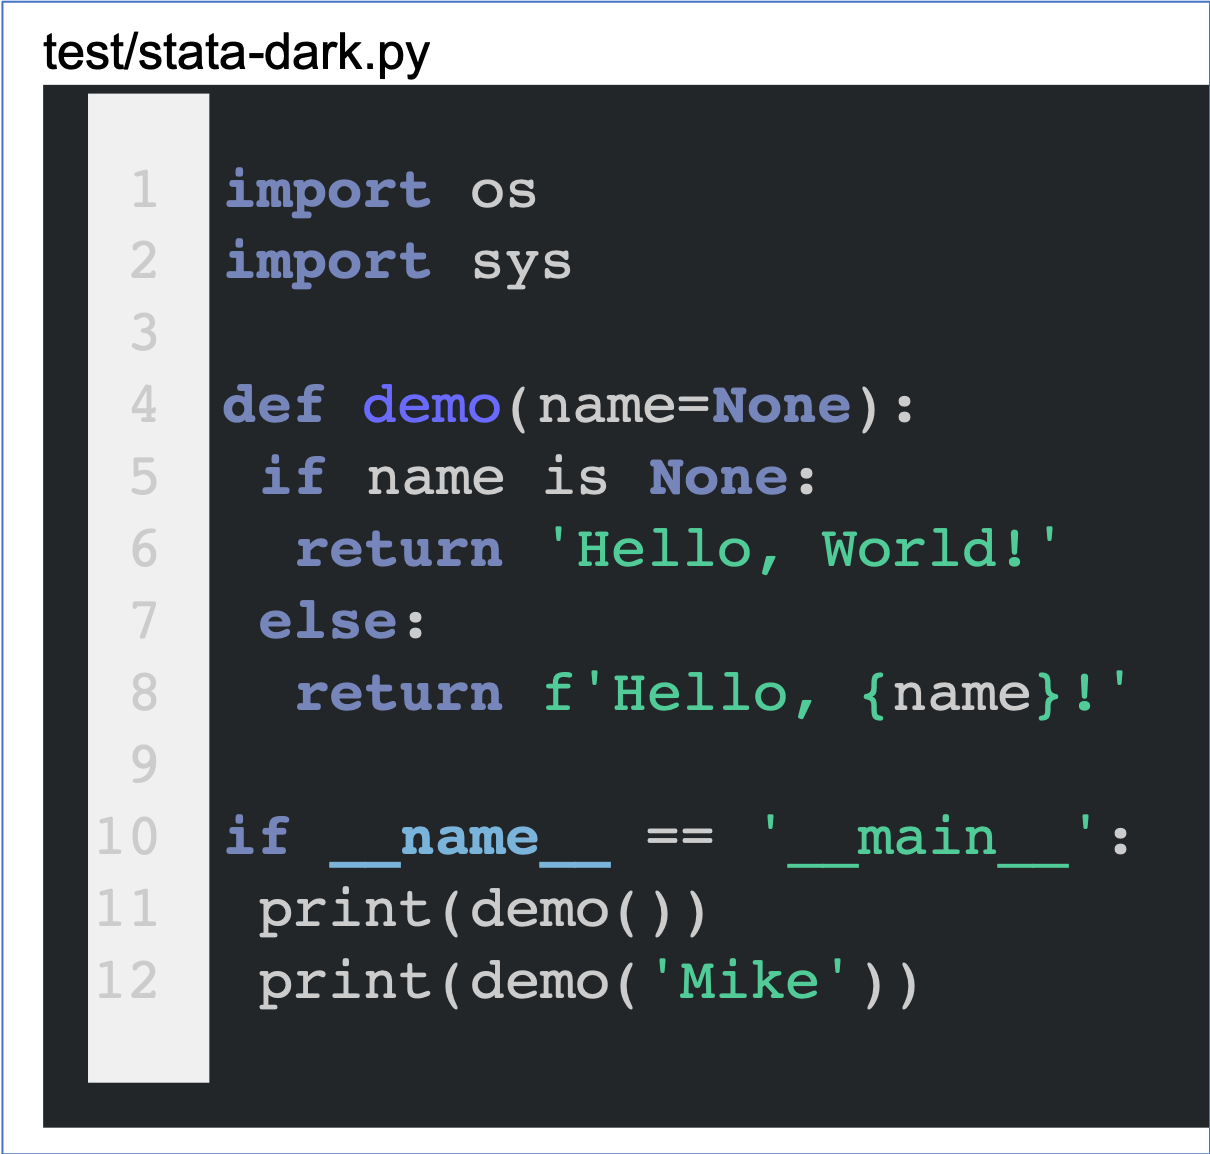 test/stata-dark.py
1 import os
2 import sys
3
4 def demo(name=None):
5  if name is None:
6   return 'Hello, World!'
7  else:
8   return f'Hello, {name}!'
9
10 if __name__ == '__main__':
11  print(demo())
12  print(demo('Mike'))